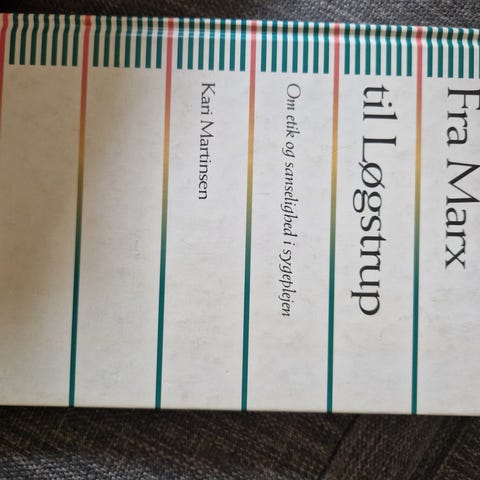 Fra Marx
til Løgstrup
Om etik og sanselighed i sygeplejen
Kari Martinsen